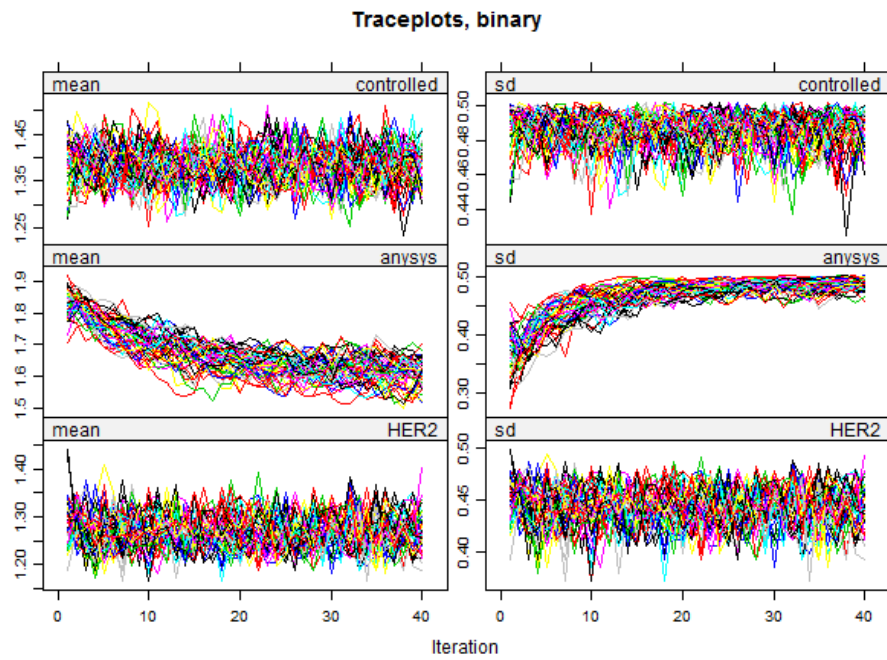 Traceplots, binary
mean controlled
sd controlled
1.25 1.35 1.45
0.44 0.46 0.48 0.50
mean anysys
sd anysys
1.5 1.6 1.7 1.8 1.9
0.30 0.40 0.50
mean HER2
sd HER2
1.20 1.30 1.40
0.40 0.45 0.50
0 10 20 30 40
0 10 20 30 40
Iteration